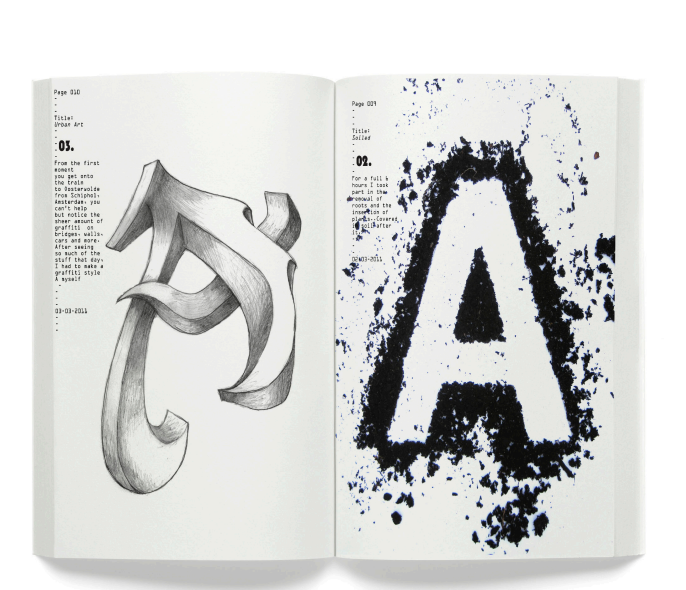 Page 010
Title:
Urban Art
03.
From the first
moment
you get onto
the train
to Oosterwolde
from Schiphol,
Amsterdam, you
can't help
but notice the
sheer amount of
graffiti on
bridges, walls,
cars and more.
After seeing
so much of the
stuff that day,
I had to make a
graffiti style
A myself
03-03-2011
Page 009
Title:
Soiled
02.
For a full 6
hours I took
part in the
removal of
roots and the
insertion of
plants. Covered
in soil after
it.
02-03-2011
A
A